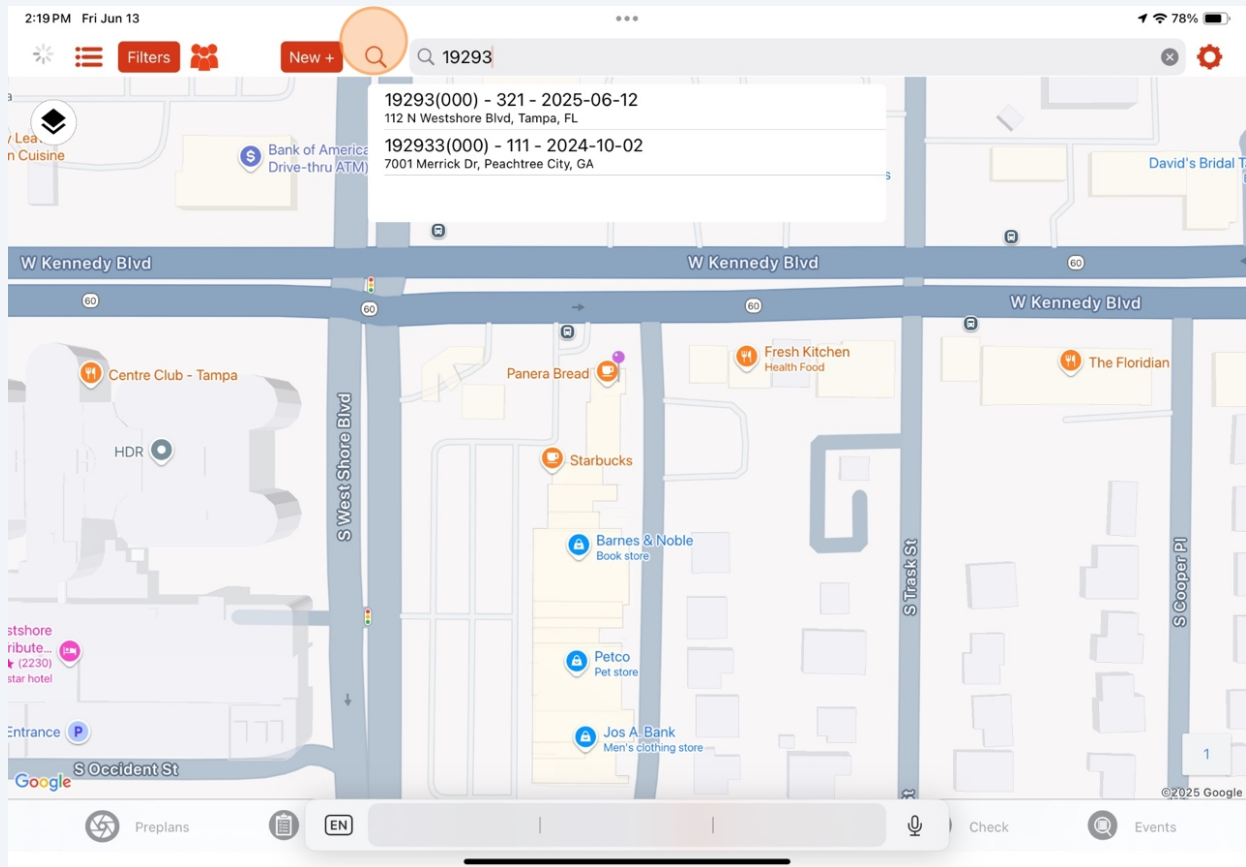 2:19 PM Fri Jun 13
78%
Filters
New +
19293
19293(000) - 321 - 2025-06-12
112 N Westshore Blvd, Tampa, FL
192933(000) - 111 - 2024-10-02
7001 Merrick Dr, Peachtree City, GA
n Cuisine
$
Bank of America
Drive-thru ATM)
David's Bridal T
W Kennedy Blvd
W Kennedy Blvd
60
60
60
60
W Kennedy Blvd
Centre Club - Tampa
Panera Bread
Fresh Kitchen
Health Food
The Floridian
HDR
S West Shore Blvd
Starbucks
Barnes & Noble
Book store
S Trask St
S Cooper Pl
stshore
ribute...
(2230)
star hotel
Petco
Pet store
Entrance P
Jos A. Bank
Men's clothing store
1
S Occident St
Google
©2025 Google
Preplans
EN
Check
Events